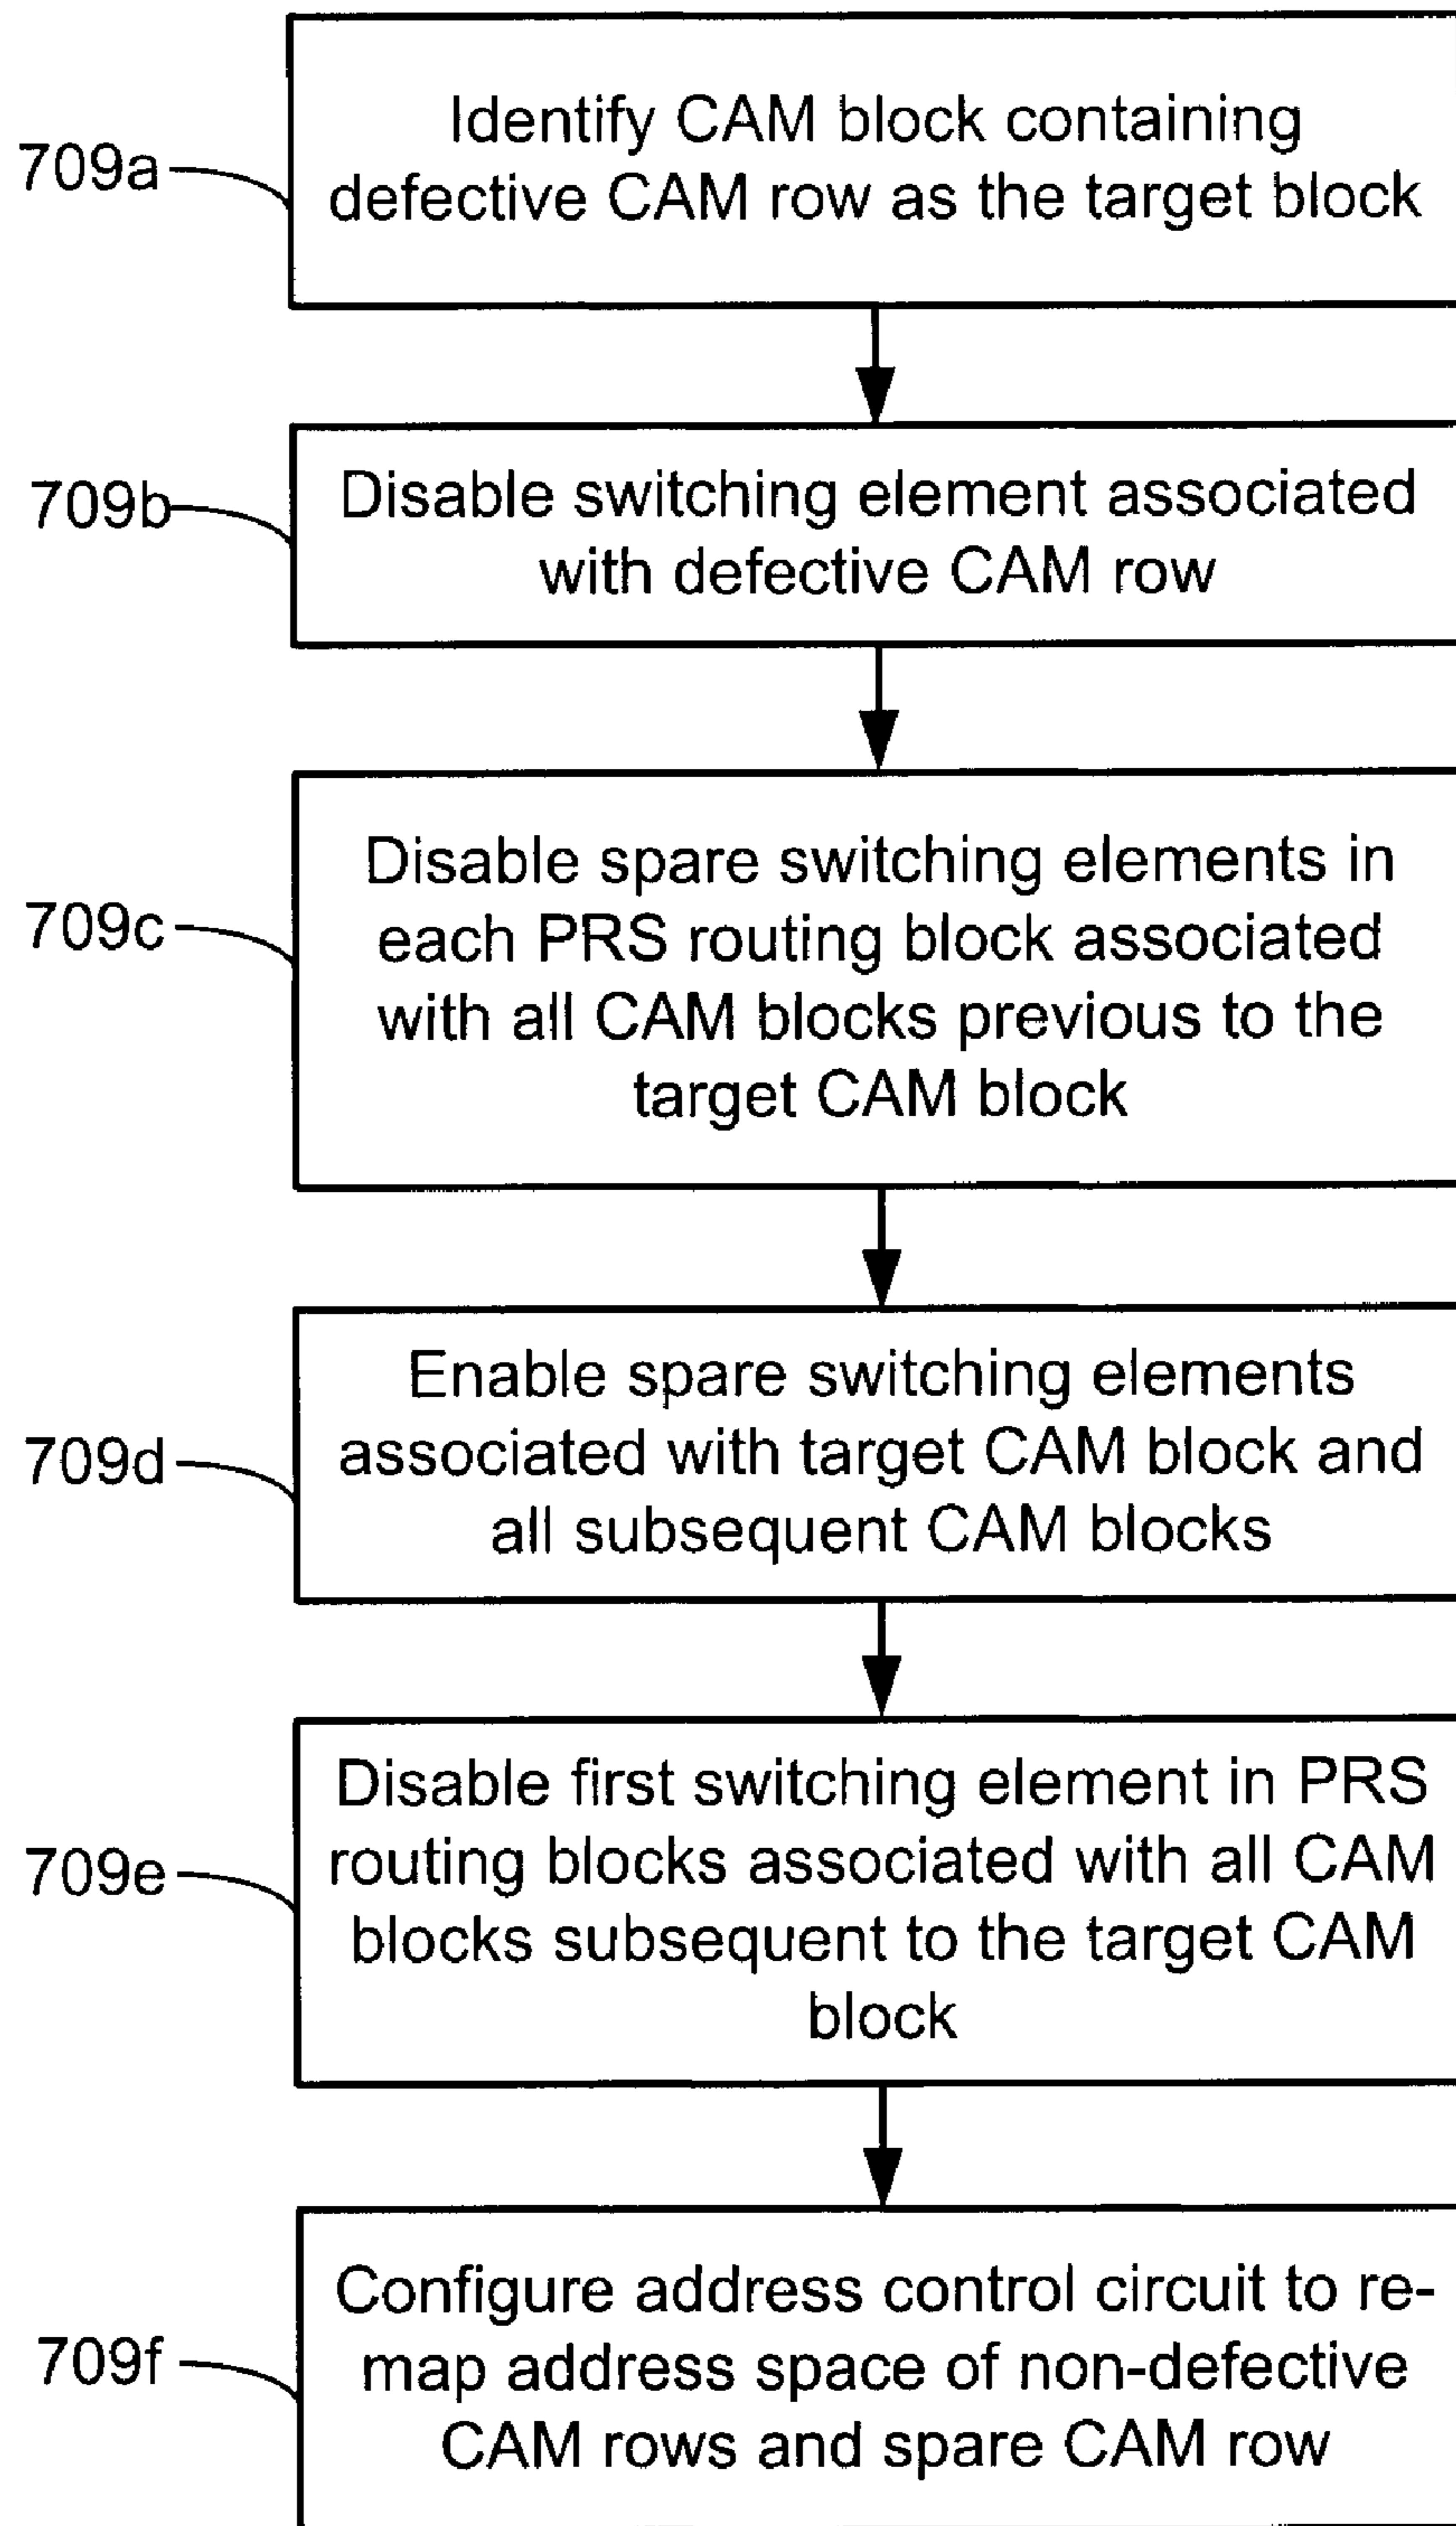 709a
Identify CAM block containing
defective CAM row as the target block
709b
Disable switching element associated
with defective CAM row
709c
Disable spare switching elements in
each PRS routing block associated
with all CAM blocks previous to the
target CAM block
709d
Enable spare switching elements
associated with target CAM block and
all subsequent CAM blocks
709e
Disable first switching element in PRS
routing blocks associated with all CAM
blocks subsequent to the target CAM
block
709f
Configure address control circuit to re-
map address space of non-defective
CAM rows and spare CAM row